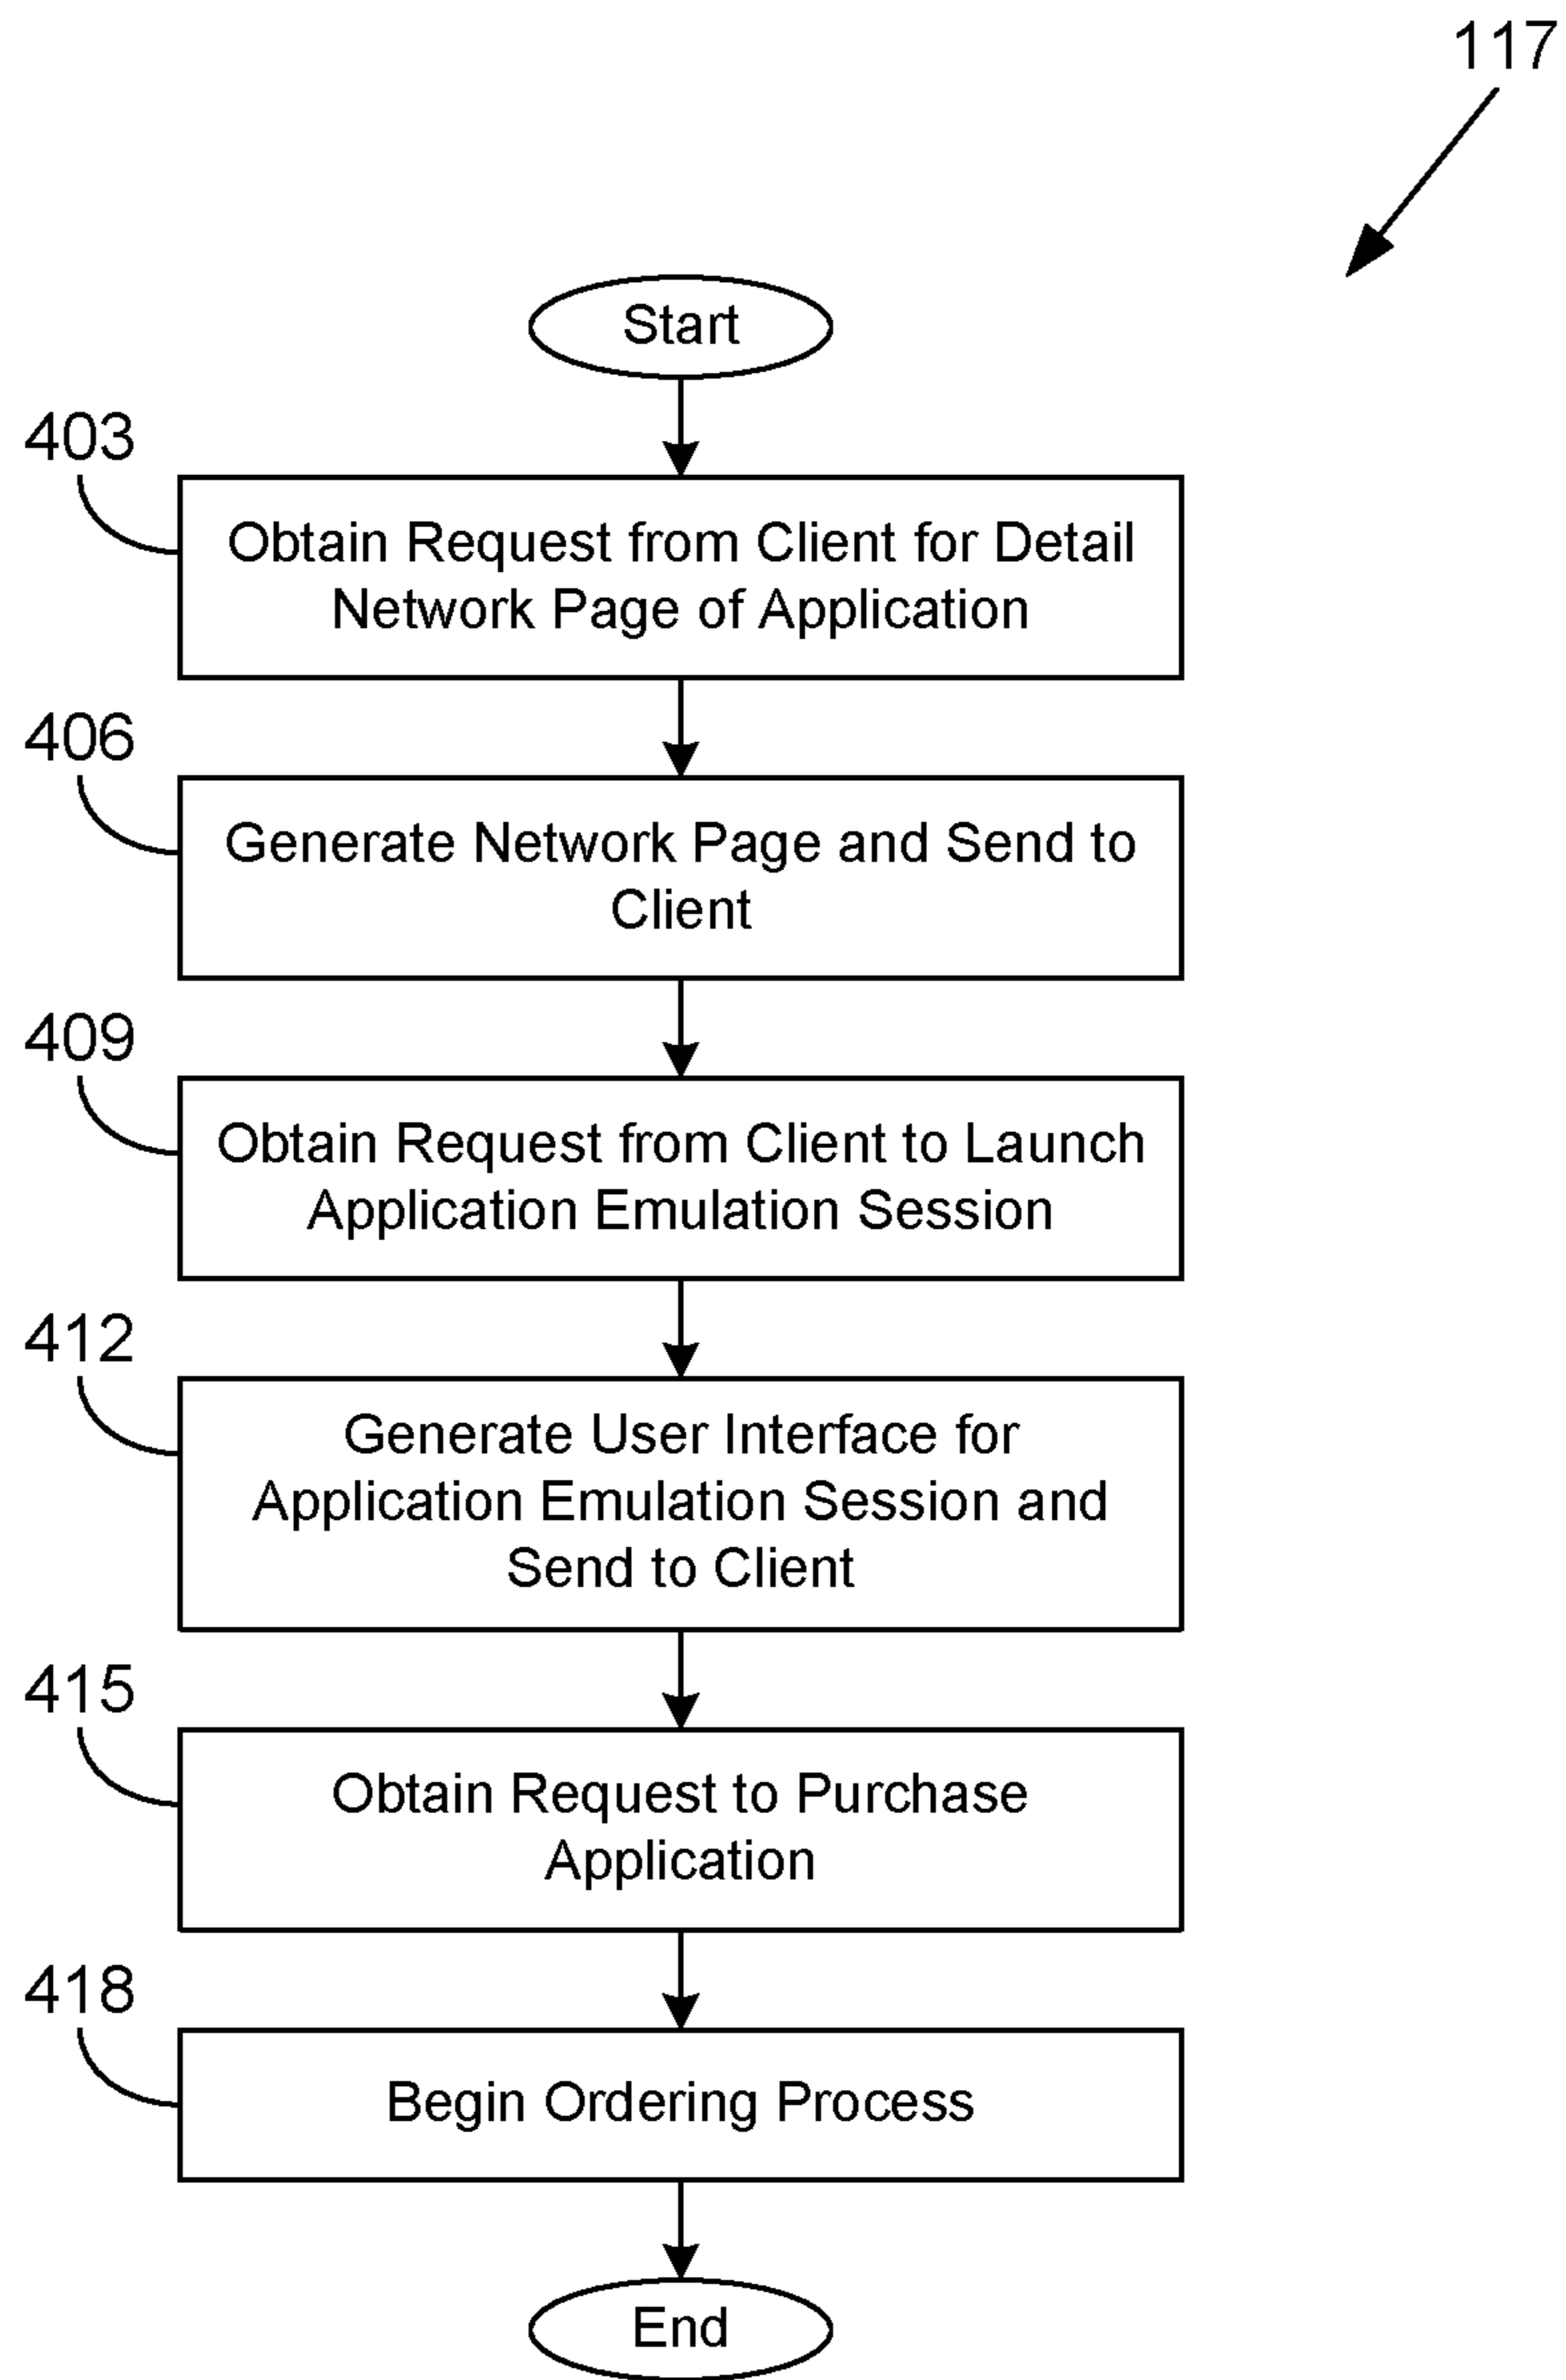 117
Start
403
Obtain Request from Client for Detail
Network Page of Application
406
Generate Network Page and Send to
Client
409
Obtain Request from Client to Launch
Application Emulation Session
412
Generate User Interface for
Application Emulation Session and
Send to Client
415
Obtain Request to Purchase
Application
418
Begin Ordering Process
End